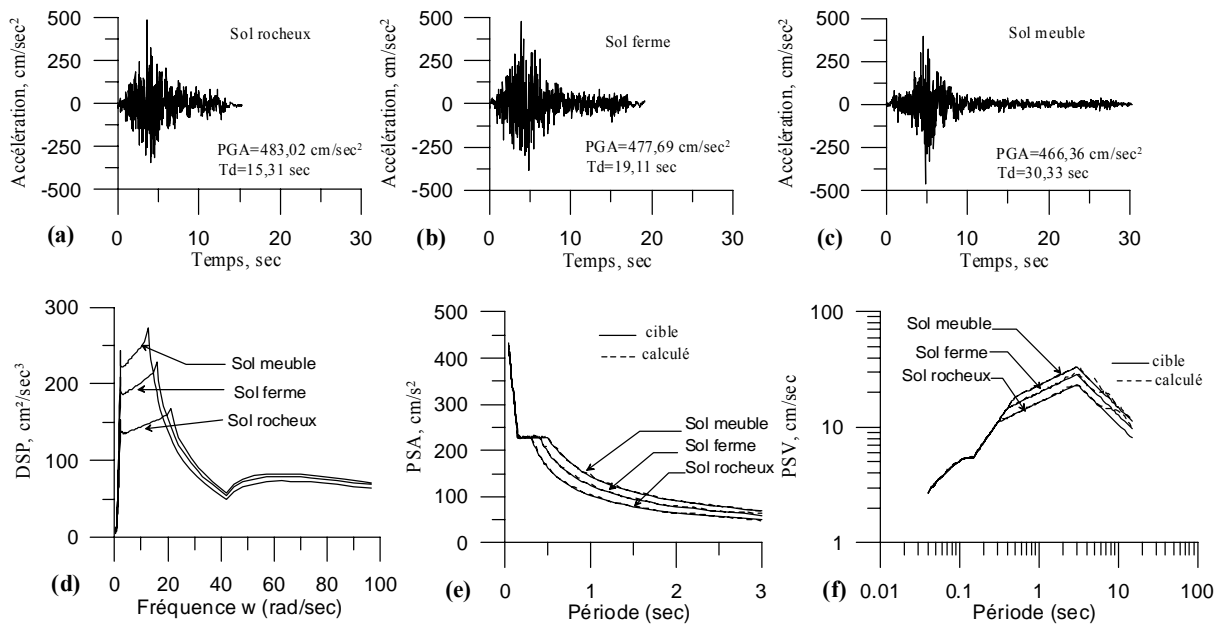 Accélération, cm/sec²
500
250
0
-250
-500
Sol rocheux
PGA=483,02 cm/sec²
Td=15,31 sec
(a)
0 10 20 30
Temps, sec
Accélération, cm/sec²
500
250
0
-250
-500
Sol ferme
PGA=477,69 cm/sec²
Td=19,11 sec
(b)
0 10 20 30
Temps, sec
Accélération, cm/sec²
500
250
0
-250
-500
Sol meuble
PGA=466,36 cm/sec²
Td=30,33 sec
(c)
0 10 20 30
Temps, sec
DSP, cm²/sec³
300
200
100
0
Sol meuble
Sol ferme
Sol rocheux
(d)
0 20 40 60 80 100
Fréquence w (rad/sec)
PSA, cm/s²
500
400
300
200
100
0
cible
calculé
Sol meuble
Sol ferme
Sol rocheux
(e)
0 1 2 3
Période (sec)
PSV, cm/sec
100
10
1
Sol meuble
Sol ferme
Sol rocheux
cible
calculé
(f)
0.01 0.1 1 10 100
Période (sec)